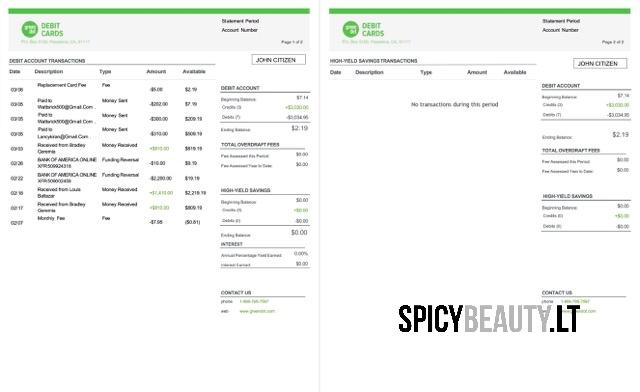 green dot
DEBIT
CARDS
P.o. Box 5100, Pasadena, CA, 91117
Statement Period
Account Number
Page 1 of 2
DEBIT ACCOUNT TRANSACTIONS
JOHN CITIZEN
Date Description Type Amount Available
03/06 Replacement Card Fee Fee -$5.00 $2.19
03/05 Paid to Money Sent -$202.00 $7.19
Watbrick500@Gmail.Com .
03/05 Paid to Money Sent -$300.00 $209.19
Watbrick500@Gmail.Com .
03/05 Paid to Money Sent -$310.00 $509.19
Lancykiran@Gmail.Com .
03/03 Received from Bradley Money Received +$810.00 $819.19
Geremia
02/26 BANK OF AMERICA ONLINE Funding Reversal -$10.00 $9.19
XFR509924316
02/22 BANK OF AMERICA ONLINE Funding Reversal -$2,200.00 $19.19
02/18 Received from Louis Money Received +$1,410.00 $2,219.19
Baltazar
02/17 Received from Bradley Money Received +$810.00 $809.19
Geremia
02/07 Monthly Fee Fee -$7.95 ($0.81)
DEBIT ACCOUNT
Beginning Balance: $7.14
Credits (3) +$3,030.00
Debits (7) -$3,034.95
Ending Balance: $2.19
TOTAL OVERDRAFT FEES
Fee Assessed this Period: $0.00
Fee Assessed Year to Date: $0.00
HIGH-YIELD SAVINGS
Beginning Balance: $0.00
Credits (0) +$0.00
Debits (0) -$0.00
Ending Balance: $0.00
INTEREST
Annual Percentage Yield Earned: 0.00%
Interest Earned: $0.00
CONTACT US
phone 1-866-795-7597
web www.greendot.com
green dot
DEBIT
CARDS
P.o. Box 5100, Pasadena, CA, 91117
Statement Period
Account Number
Page 2 of 2
HIGH-YIELD SAVINGS TRANSACTIONS
JOHN CITIZEN
Date Description Type Amount Available
No transactions during this period
DEBIT ACCOUNT
Beginning Balance: $7.14
Credits (3) +$3,030.00
Debits (7) -$3,034.95
Ending Balance: $2.19
TOTAL OVERDRAFT FEES
Fee Assessed this Period: $0.00
Fee Assessed Year to Date: $0.00
HIGH-YIELD SAVINGS
Beginning Balance: $0.00
Credits (0) +$0.00
Debits (0) -$0.00
CONTACT US
phone 1-866-795-7597
SPICYBEAUTY.LT
www.greendot.com